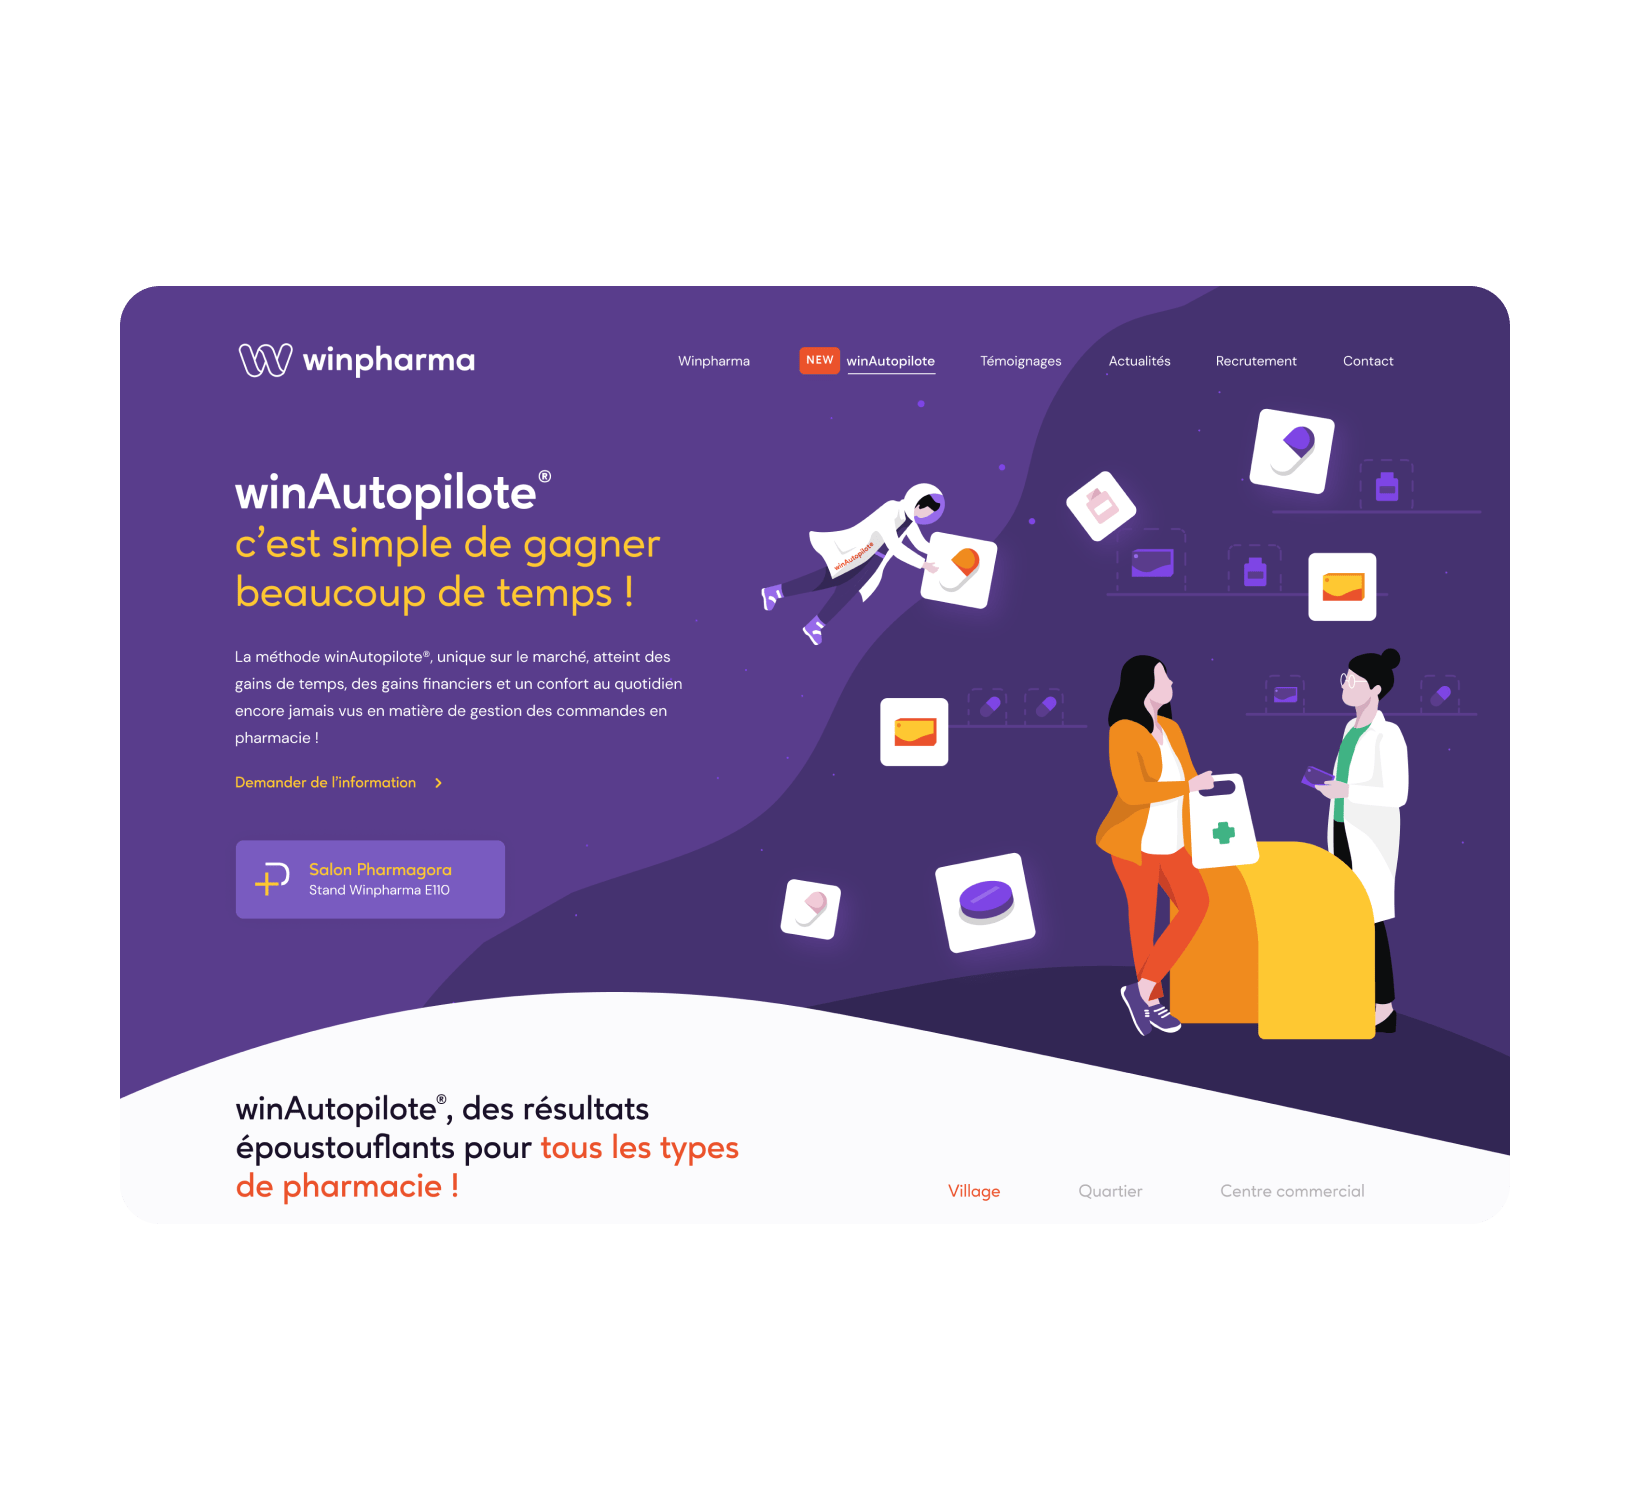 winpharma
Winpharma
NEW winAutopilote
Témoignages
Actualités
Recrutement
Contact
winAutopilote®
c’est simple de gagner
beaucoup de temps !
La méthode winAutopilote®, unique sur le marché, atteint des
gains de temps, des gains financiers et un confort au quotidien
encore jamais vus en matière de gestion des commandes en
pharmacie !
Demander de l’information
Salon Pharmagora
Stand Winpharma E110
winAutopilote
winAutopilote®, des résultats
époustouflants pour tous les types
de pharmacie !
Village
Quartier
Centre commercial